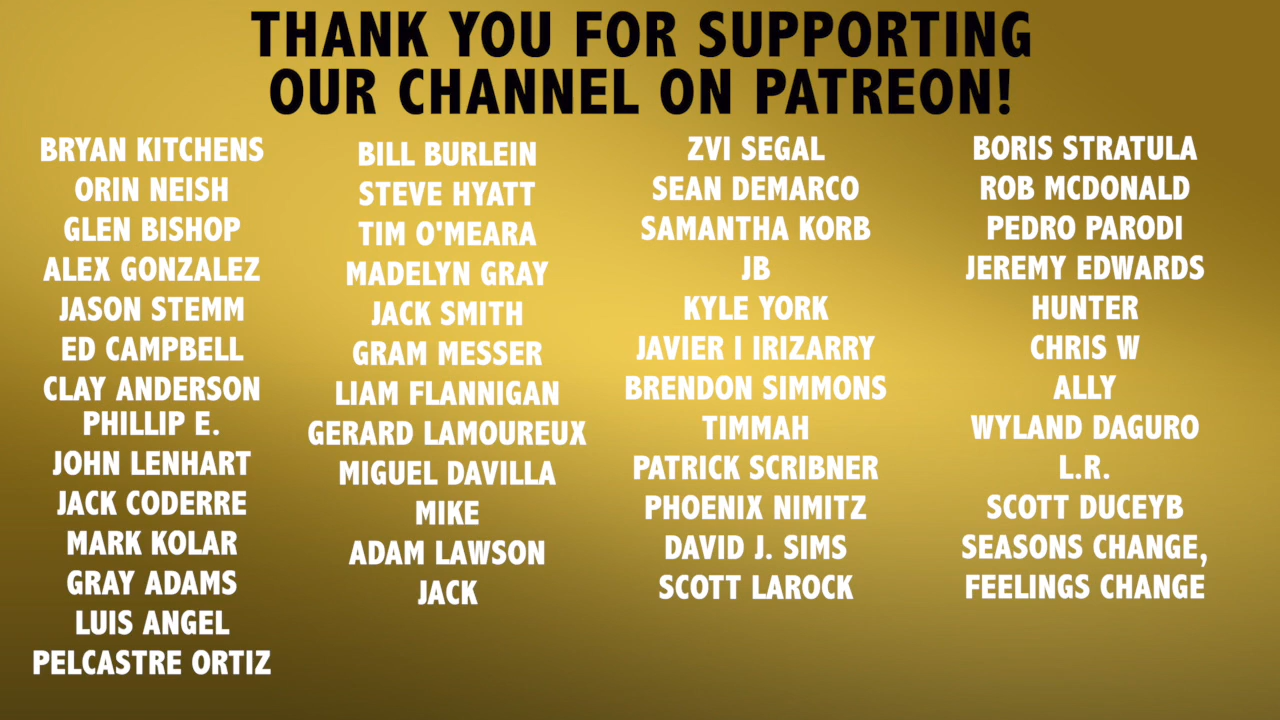 THANK YOU FOR SUPPORTING
OUR CHANNEL ON PATREON!
BRYAN KITCHENS
ORIN NEISH
GLEN BISHOP
ALEX GONZALEZ
JASON STEMM
ED CAMPBELL
CLAY ANDERSON
PHILLIP E.
JOHN LENHART
JACK CODERRE
MARK KOLAR
GRAY ADAMS
LUIS ANGEL
PELCASTRE ORTIZ
BILL BURLEIN
STEVE HYATT
TIM O'MEARA
MADELYN GRAY
JACK SMITH
GRAM MESSER
LIAM FLANNIGAN
GERARD LAMOUREUX
MIGUEL DAVILLA
MIKE
ADAM LAWSON
JACK
ZVI SEGAL
SEAN DEMARCO
SAMANTHA KORB
JB
KYLE YORK
JAVIER I IRIZARRY
BRENDON SIMMONS
TIMMAH
PATRICK SCRIBNER
PHOENIX NIMITZ
DAVID J. SIMS
SCOTT LAROCK
BORIS STRATULA
ROB MCDONALD
PEDRO PARODI
JEREMY EDWARDS
HUNTER
CHRIS W
ALLY
WYLAND DAGURO
L.R.
SCOTT DUCEYB
SEASONS CHANGE,
FEELINGS CHANGE